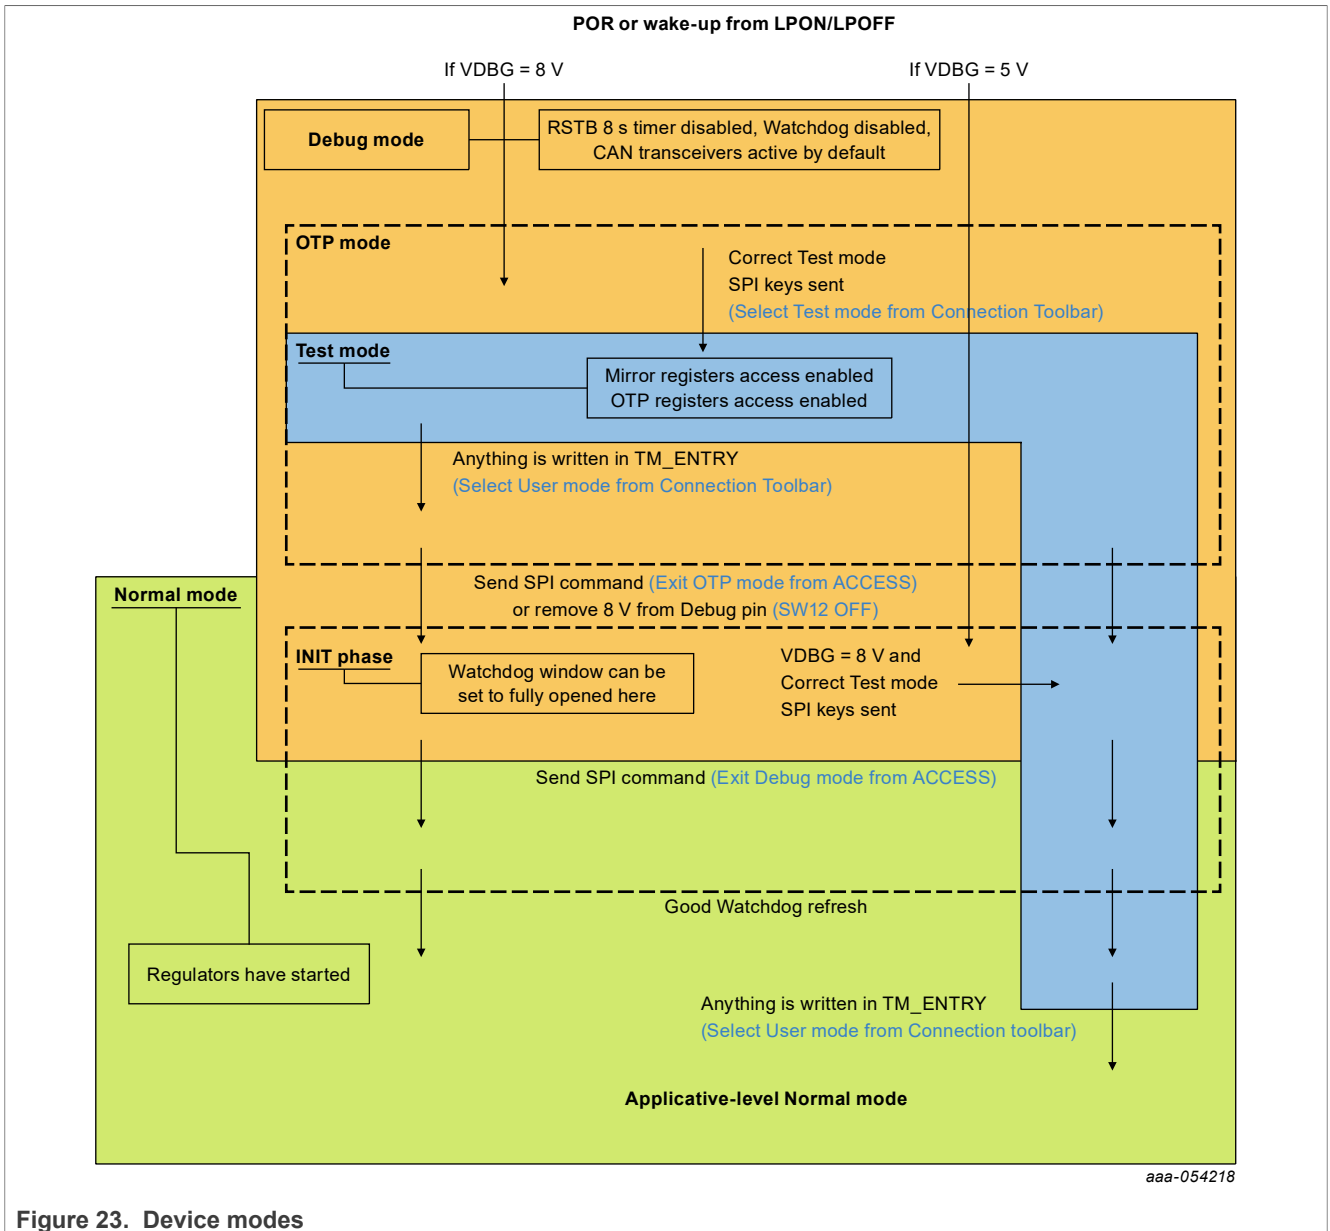 POR or wake-up from LPON/LPOFF
If VDBG = 8 V
If VDBG = 5 V
Debug mode
RSTB 8 s timer disabled, Watchdog disabled,
CAN transceivers active by default
OTP mode
Correct Test mode
SPI keys sent
(Select Test mode from Connection Toolbar)
Test mode
Mirror registers access enabled
OTP registers access enabled
Anything is written in TM_ENTRY
(Select User mode from Connection Toolbar)
Send SPI command (Exit OTP mode from ACCESS)
or remove 8 V from Debug pin (SW12 OFF)
Normal mode
INIT phase
Watchdog window can be
set to fully opened here
VDBG = 8 V and
Correct Test mode
SPI keys sent
Send SPI command (Exit Debug mode from ACCESS)
Good Watchdog refresh
Regulators have started
Anything is written in TM_ENTRY
(Select User mode from Connection toolbar)
Applicative-level Normal mode
aaa-054218
Figure 23. Device modes